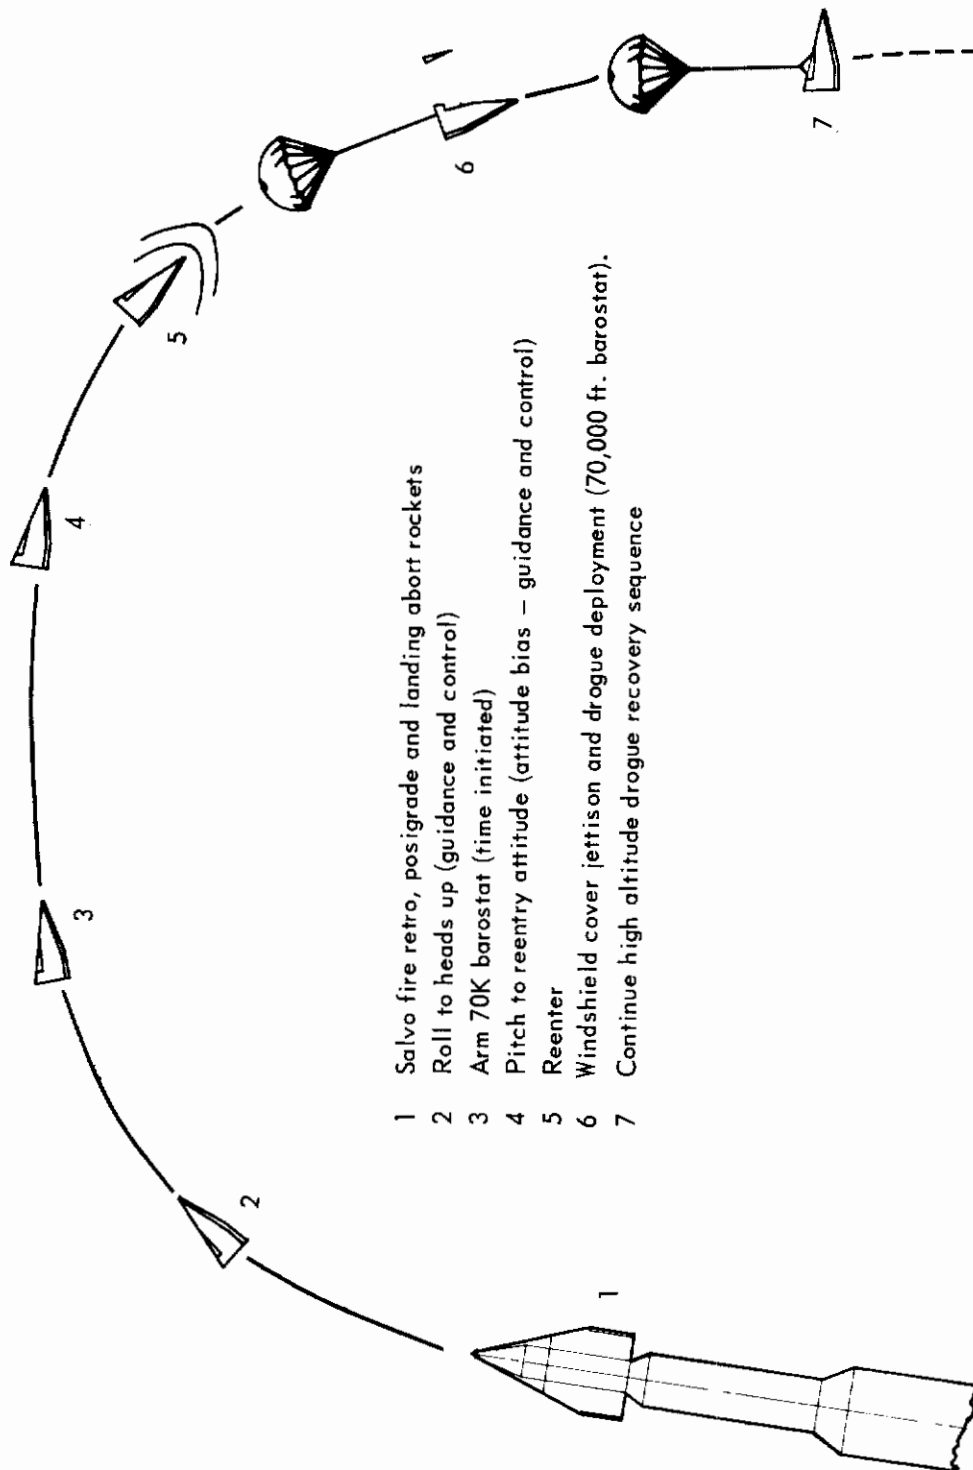 1
2
3
4
5
6
7
1 Salvo fire retro, posigrade and landing abort rockets
2 Roll to heads up (guidance and control)
3 Arm 70K barostat (time initiated)
4 Pitch to reentry attitude (attitude bias – guidance and control)
5 Reenter
6 Windshield cover jettison and drogue deployment (70,000 ft. barostat).
7 Continue high altitude drogue recovery sequence